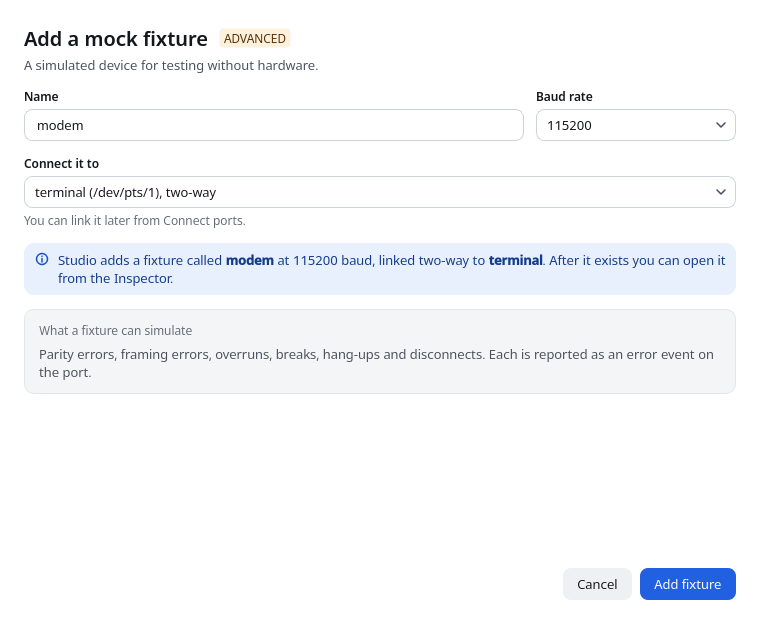 Add a mock fixture ADVANCED
A simulated device for testing without hardware.
Name
Baud rate
modem
115200
Connect it to
terminal (/dev/pts/1), two-way
You can link it later from Connect ports.
Studio adds a fixture called modem at 115200 baud, linked two-way to terminal. After it exists you can open it
from the Inspector.
What a fixture can simulate
Parity errors, framing errors, overruns, breaks, hang-ups and disconnects. Each is reported as an error event on
the port.
Cancel
Add fixture